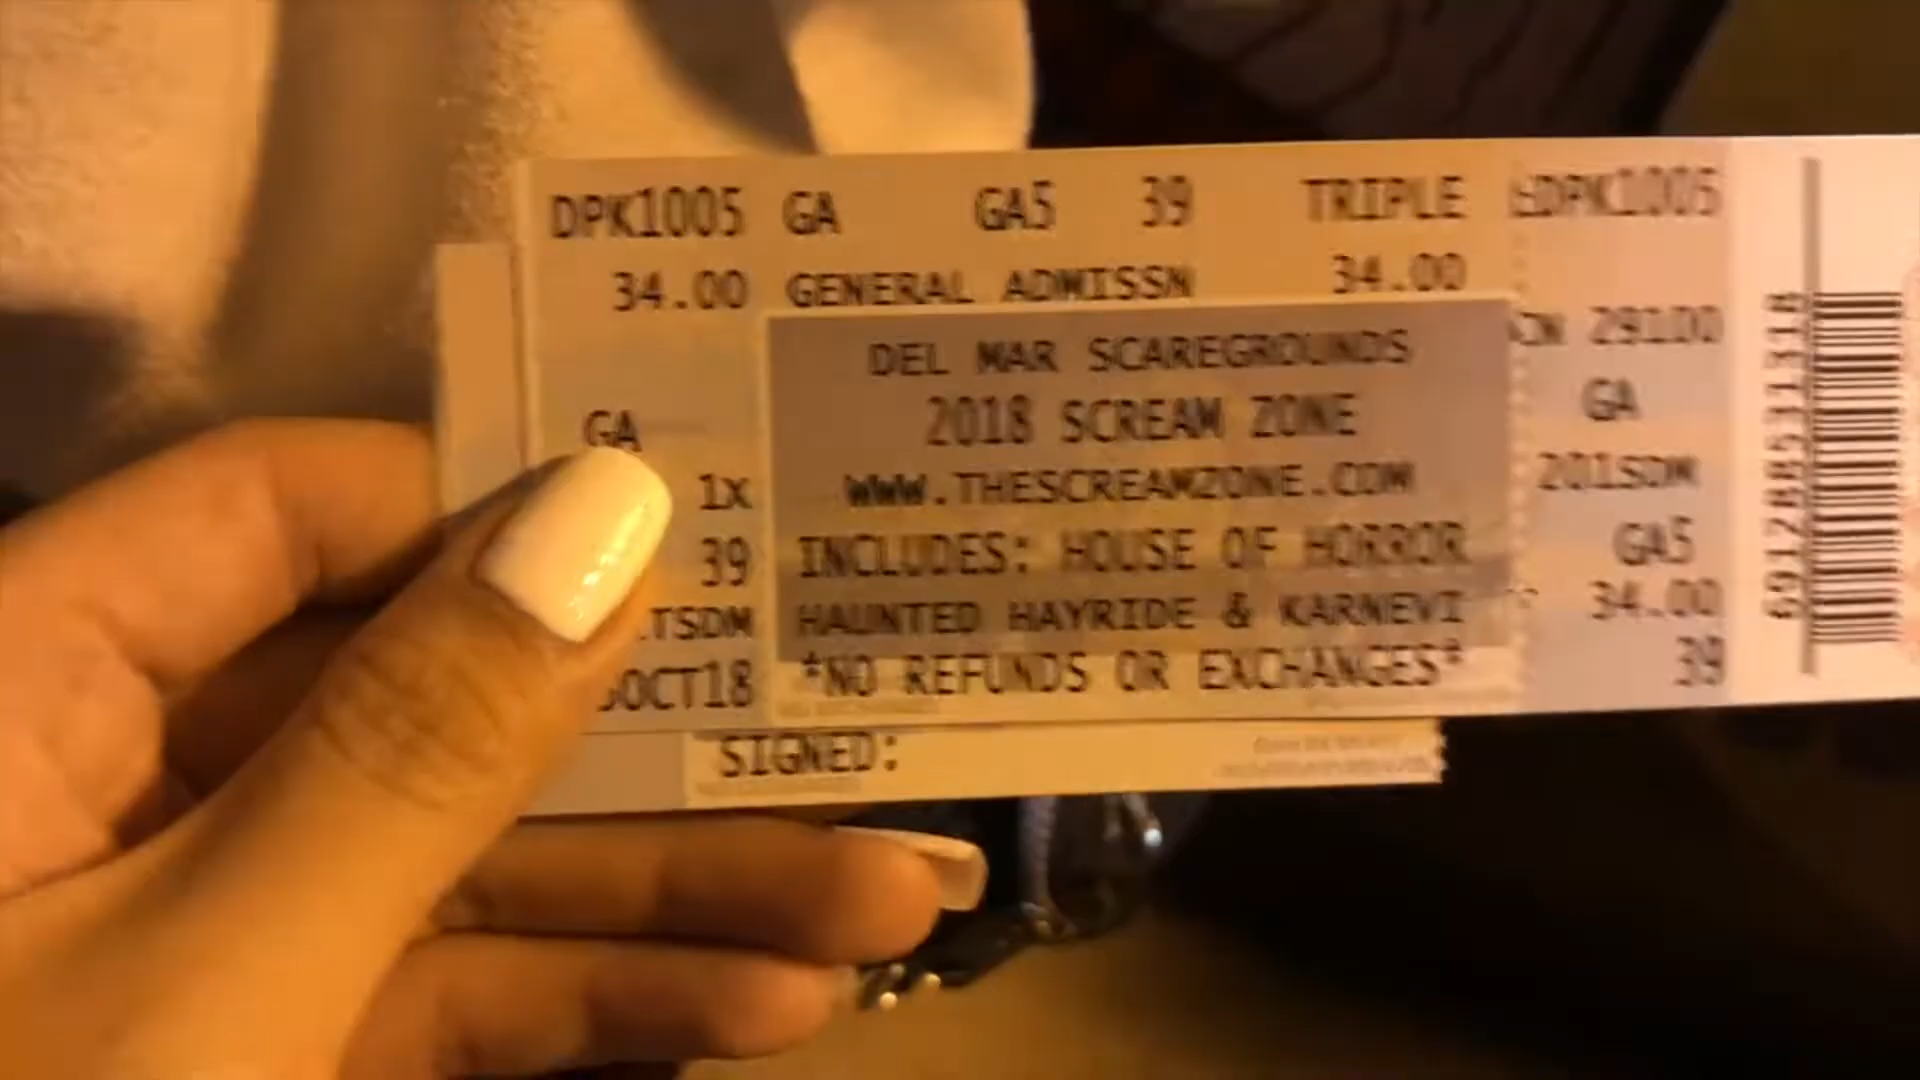 DPK1005 GA GA5 39 TRIPLE
34.00 GENERAL ADMISSN 34.00
DEL MAR SCAREGROUNDS
2018 SCREAM ZONE
WWW.THESCREAMZONE.COM
INCLUDES: HOUSE OF HORROR
HAUNTED HAYRIDE & KARNEVI
*NO REFUNDS OR EXCHANGES*
GA
1X
39
OCT18
DPK1005
GA
GA5
34.00
39
SIGNED: